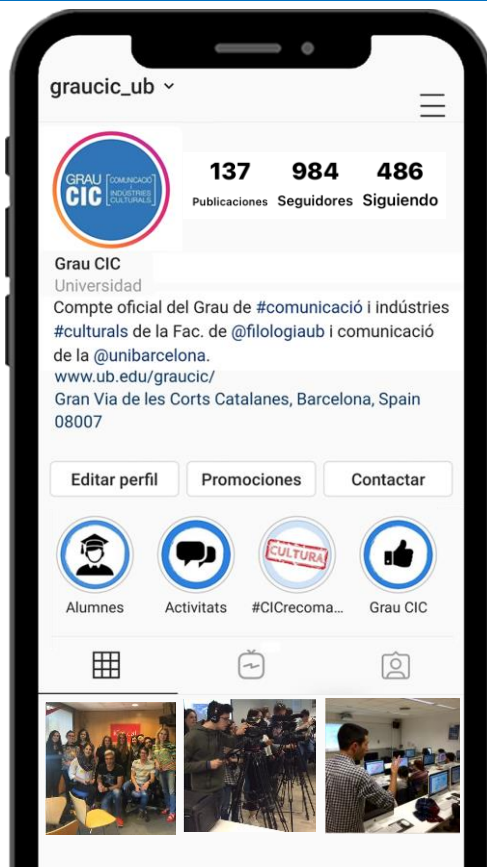 graucic_ub
GRAU [COMUNICACIÓ
CIC I INDÚSTRIES
CULTURALS]
137 984 486
Publicaciones Seguidores Siguiendo
Grau CIC
Universidad
Compte oficial del Grau de #comunicació i indústries
#culturals de la Fac. de @filologiaub i comunicació
de la @unibarcelona.
www.ub.edu/graucic/
Gran Via de les Corts Catalanes, Barcelona, Spain
08007
Editar perfil Promociones Contactar
CULTURA
Alumnes Activitats #CICrecoma... Grau CIC